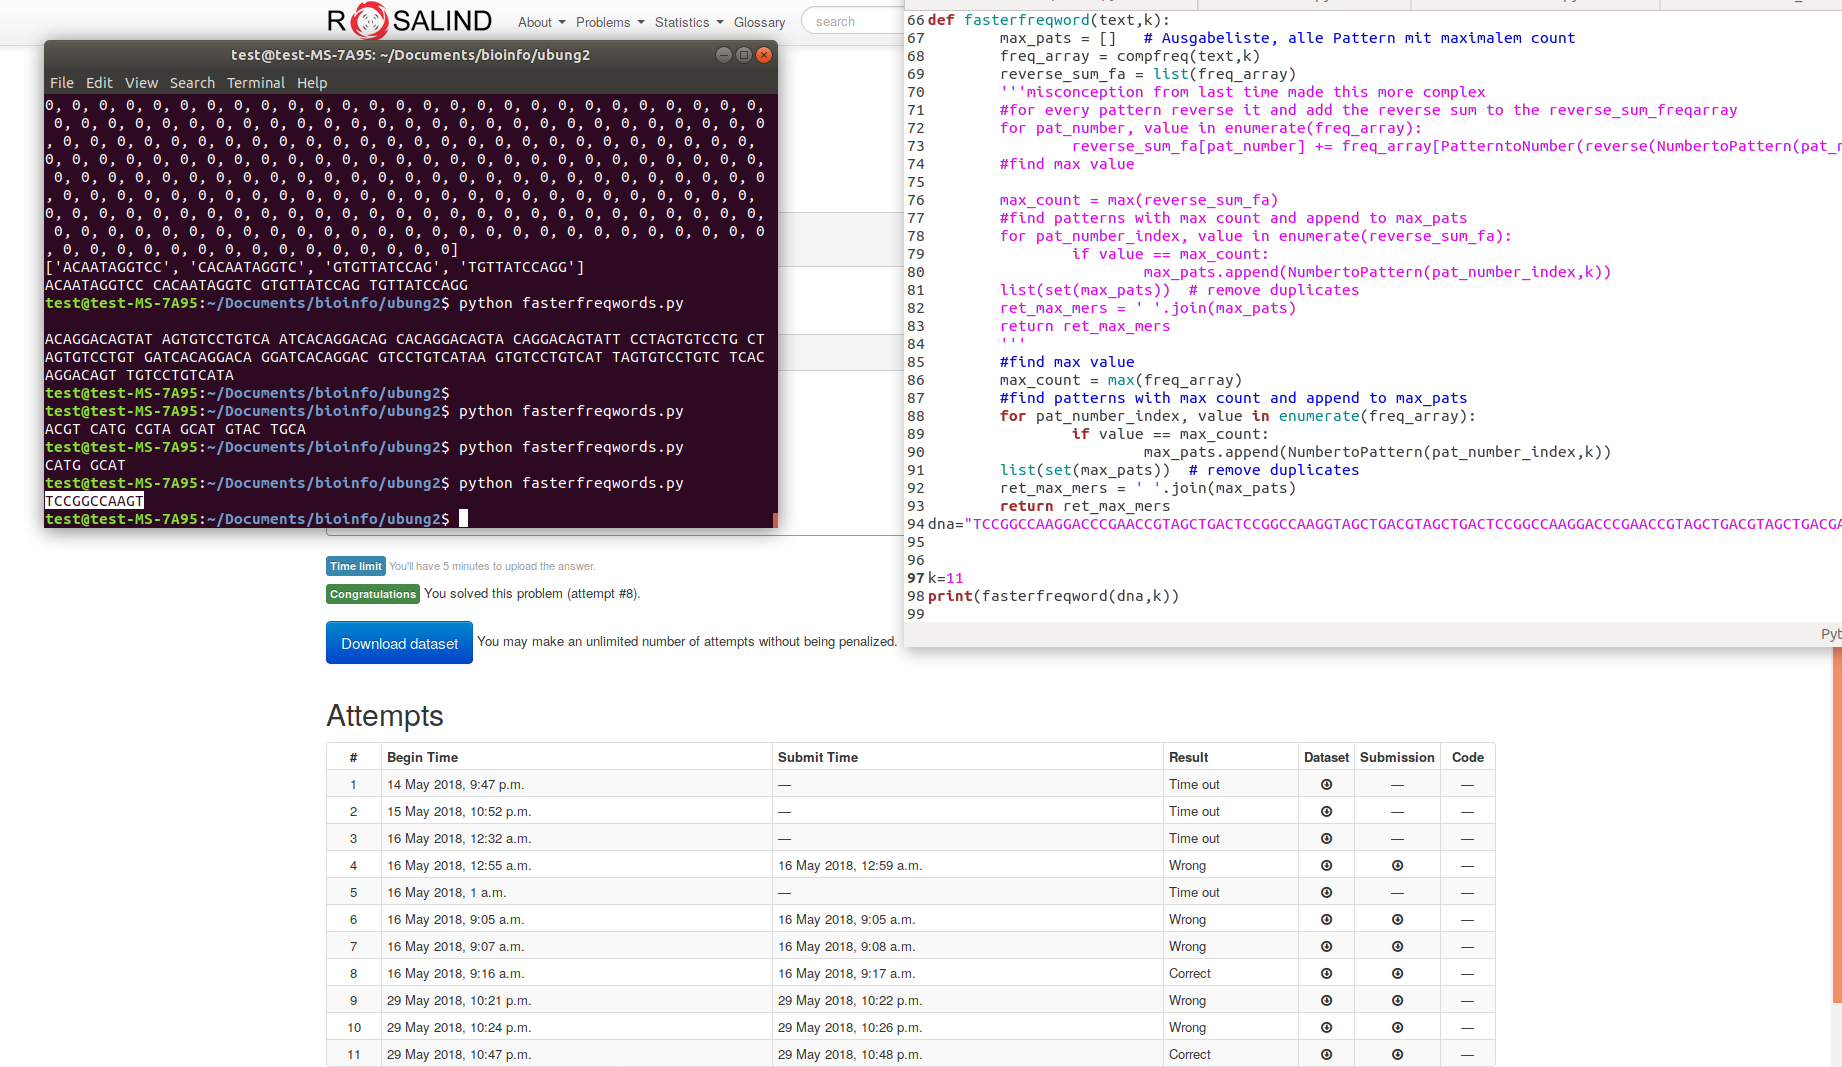 ROSALIND About Problems Statistics Glossary search
test@test-MS-7A95: ~/Documents/bioinfo/ubung2
File Edit View Search Terminal Help
0, 0, 0, 0, 0, 0, 0, 0, 0, 0, 0, 0, 0, 0, 0, 0, 0, 0, 0, 0, 0, 0, 0, 0, 0, 0, 0,
0, 0, 0, 0, 0, 0, 0, 0, 0, 0, 0, 0, 0, 0, 0, 0, 0, 0, 0, 0, 0, 0, 0, 0, 0, 0, 0
, 0, 0, 0, 0, 0, 0, 0, 0, 0, 0, 0, 0, 0, 0, 0, 0, 0, 0, 0, 0, 0, 0, 0, 0, 0, 0,
0, 0, 0, 0, 0, 0, 0, 0, 0, 0, 0, 0, 0, 0, 0, 0, 0, 0, 0, 0, 0, 0, 0, 0, 0, 0, 0,
0, 0, 0, 0, 0, 0, 0, 0, 0, 0, 0, 0, 0, 0, 0, 0, 0, 0, 0, 0, 0, 0, 0, 0, 0, 0, 0
, 0, 0, 0, 0, 0, 0, 0, 0, 0, 0, 0, 0, 0, 0, 0, 0, 0, 0, 0, 0, 0, 0, 0, 0, 0, 0,
0, 0, 0, 0, 0, 0, 0, 0, 0, 0, 0, 0, 0, 0, 0, 0, 0, 0, 0, 0, 0, 0, 0, 0, 0, 0, 0,
0, 0, 0, 0, 0, 0, 0, 0, 0, 0, 0, 0, 0, 0, 0, 0, 0, 0, 0, 0, 0, 0, 0, 0, 0, 0, 0
, 0, 0, 0, 0, 0, 0, 0, 0, 0, 0, 0, 0, 0, 0, 0]
['ACAATAGGTCC', 'CACAATAGGTC', 'GTGTTATCCAG', 'TGTTATCCAGG']
ACAATAGGTCC CACAATAGGTC GTGTTATCCAG TGTTATCCAGG
test@test-MS-7A95:~/Documents/bioinfo/ubung2$ python fasterfreqwords.py
ACAGGACAGTAT AGTGTCCTGTCA ATCACAGGACAG CACAGGACAGTA CAGGACAGTATT CCTAGTGTCCTG CT
AGTGTCCTGT GATCACAGGACA GGATCACAGGAC GTCCTGTCATAA GTGTCCTGTCAT TAGTGTCCTGTC TCAC
AGGACAGT TGTCCTGTCATA
test@test-MS-7A95:~/Documents/bioinfo/ubung2$
test@test-MS-7A95:~/Documents/bioinfo/ubung2$ python fasterfreqwords.py
ACGT CATG CGTA GCAT GTAC TGCA
test@test-MS-7A95:~/Documents/bioinfo/ubung2$ python fasterfreqwords.py
CATG GCAT
test@test-MS-7A95:~/Documents/bioinfo/ubung2$ python fasterfreqwords.py
TCCGGCCAAGT
test@test-MS-7A95:~/Documents/bioinfo/ubung2$
66 def fasterfreqword(text,k):
67 max_pats = [] # Ausgabeliste, alle Pattern mit maximalem count
68 freq_array = compfreq(text,k)
69 reverse_sum_fa = list(freq_array)
70 '''misconception from last time made this more complex
71 #for every pattern reverse it and add the reverse sum to the reverse_sum_freqarray
72 for pat_number, value in enumerate(freq_array):
73 reverse_sum_fa[pat_number] += freq_array[PatterntoNumber(reverse(NumbertoPattern(pat_n
74 #find max value
75
76 max_count = max(reverse_sum_fa)
77 #find patterns with max count and append to max_pats
78 for pat_number_index, value in enumerate(reverse_sum_fa):
79 if value == max_count:
80 max_pats.append(NumbertoPattern(pat_number_index,k))
81 list(set(max_pats)) # remove duplicates
82 ret_max_mers = ' '.join(max_pats)
83 return ret_max_mers
84 '''
85 #find max value
86 max_count = max(freq_array)
87 #find patterns with max count and append to max_pats
88 for pat_number_index, value in enumerate(freq_array):
89 if value == max_count:
90 max_pats.append(NumbertoPattern(pat_number_index,k))
91 list(set(max_pats)) # remove duplicates
92 ret_max_mers = ' '.join(max_pats)
93 return ret_max_mers
94 dna="TCCGGCCAAGGACCCGAACCGTAGCTGACTCCGGCCAAGGTAGCTGACGTAGCTGACTCCGGCCAAGGACCCGAACCGTAGCTGACGTAGCTGACGA
95
96
97 k=11
98 print(fasterfreqword(dna,k))
99
Pyt
Time limit You'll have 5 minutes to upload the answer.
Congratulations You solved this problem (attempt #8).
Download dataset You may make an unlimited number of attempts without being penalized.
Attempts
# Begin Time Submit Time Result Dataset Submission Code
1 14 May 2018, 9:47 p.m. — Time out — —
2 15 May 2018, 10:52 p.m. — Time out — —
3 16 May 2018, 12:32 a.m. — Time out — —
4 16 May 2018, 12:55 a.m. 16 May 2018, 12:59 a.m. Wrong —
5 16 May 2018, 1 a.m. — Time out — —
6 16 May 2018, 9:05 a.m. 16 May 2018, 9:05 a.m. Wrong —
7 16 May 2018, 9:07 a.m. 16 May 2018, 9:08 a.m. Wrong —
8 16 May 2018, 9:16 a.m. 16 May 2018, 9:17 a.m. Correct —
9 29 May 2018, 10:21 p.m. 29 May 2018, 10:22 p.m. Wrong —
10 29 May 2018, 10:24 p.m. 29 May 2018, 10:26 p.m. Wrong —
11 29 May 2018, 10:47 p.m. 29 May 2018, 10:48 p.m. Correct —